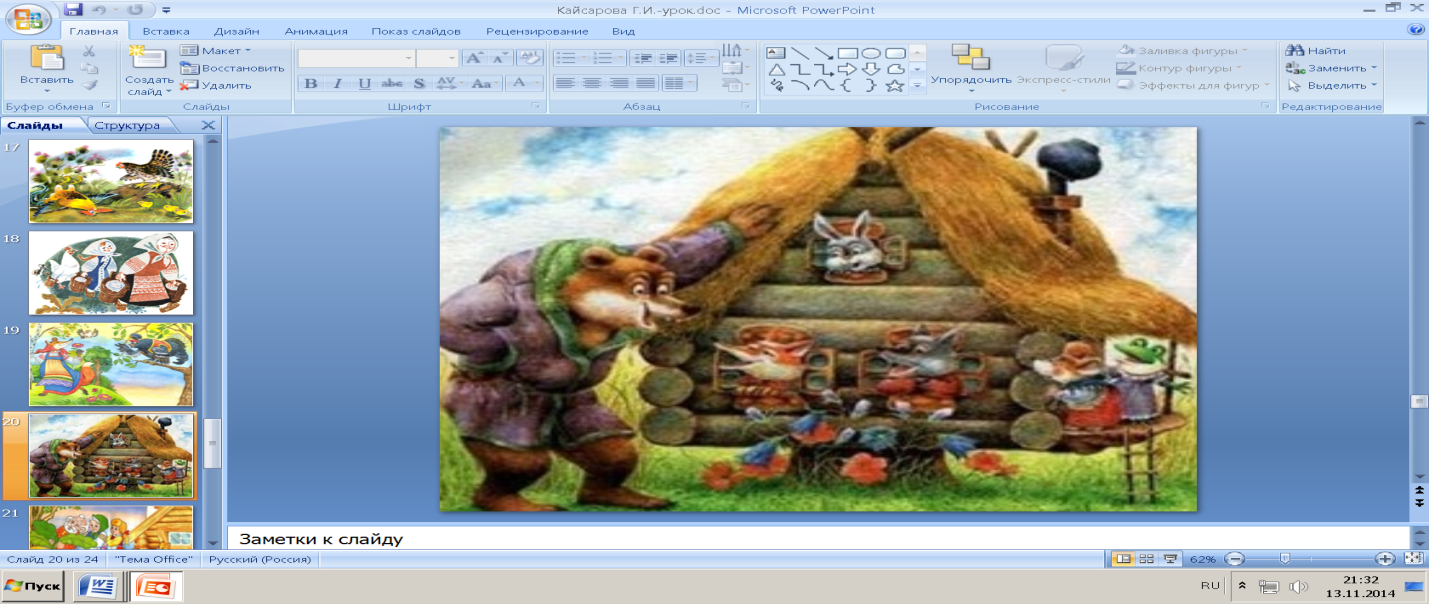 Кайсарова Г.И.-урок.doc - Microsoft PowerPoint
Главная Вставка Дизайн Анимация Показ слайдов Рецензирование Вид
Вставить
Буфер обмена
Создать слайд
Макет
Восстановить
Удалить
Слайды
Ж К Ч abc S AV Aa А
Шрифт
Абзац
Упорядочить Экспресс-стили
Заливка фигуры
Контур фигуры
Эффекты для фигур
Рисование
Найти
Заменить
Выделить
Редактирование
Слайды Структура
17
18
19
20
21
Заметки к слайду
Слайд 20 из 24 "Тема Office" Русский (Россия) 62%
Пуск RU 21:32
13.11.2014